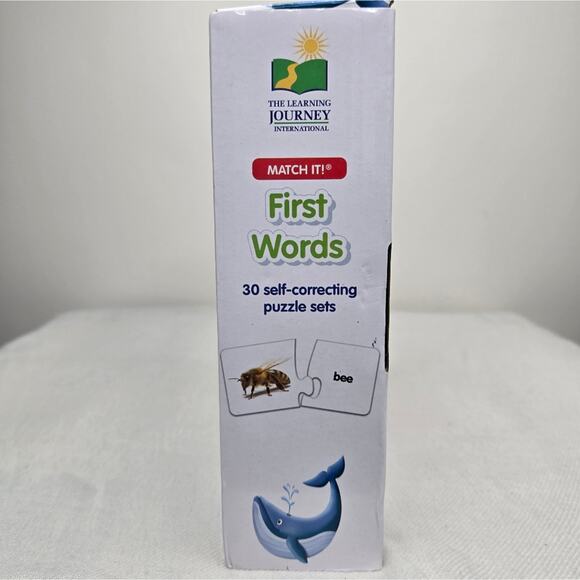 THE LEARNING
JOURNEY
INTERNATIONAL
MATCH IT!®
First
Words
30 self-correcting
puzzle sets
bee